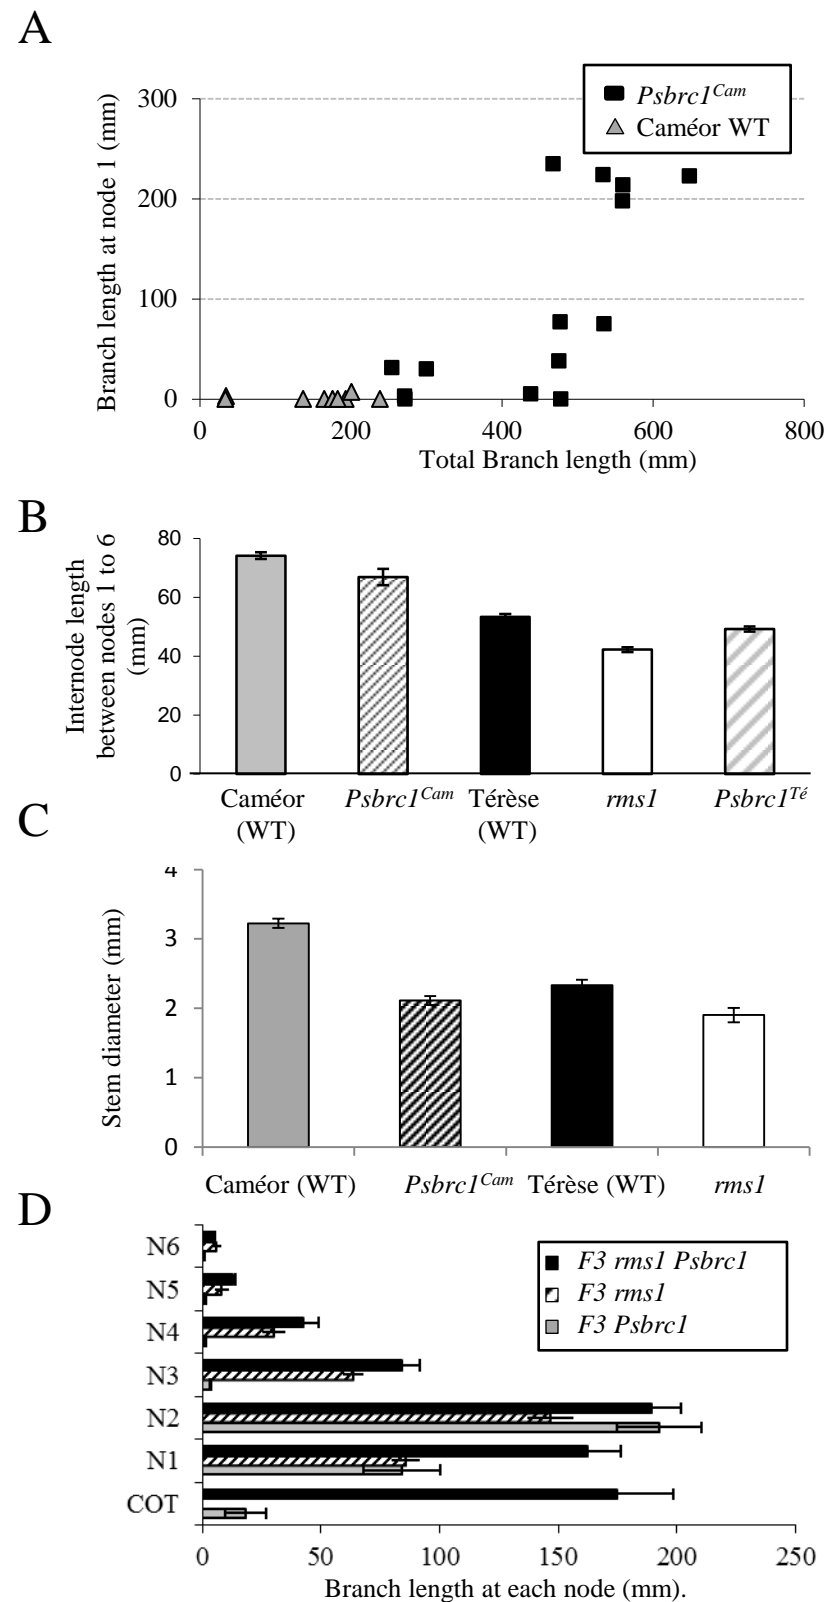 A
Psbrc1Cam
Caméor WT
Branch length at node 1 (mm)
300
200
100
0
0 200 400 600 800
Total Branch length (mm)
B
Internode length
between nodes 1 to 6
(mm)
80
60
40
20
0
Caméor Psbrc1Cam Térèse rms1 Psbrc1Té
(WT) (WT)
C
Stem diameter (mm)
4
3
2
1
0
Caméor (WT) Psbrc1Cam Térèse (WT) rms1
D
F3 rms1 Psbrc1
F3 rms1
F3 Psbrc1
N6
N5
N4
N3
N2
N1
COT
0 50 100 150 200 250
Branch length at each node (mm).